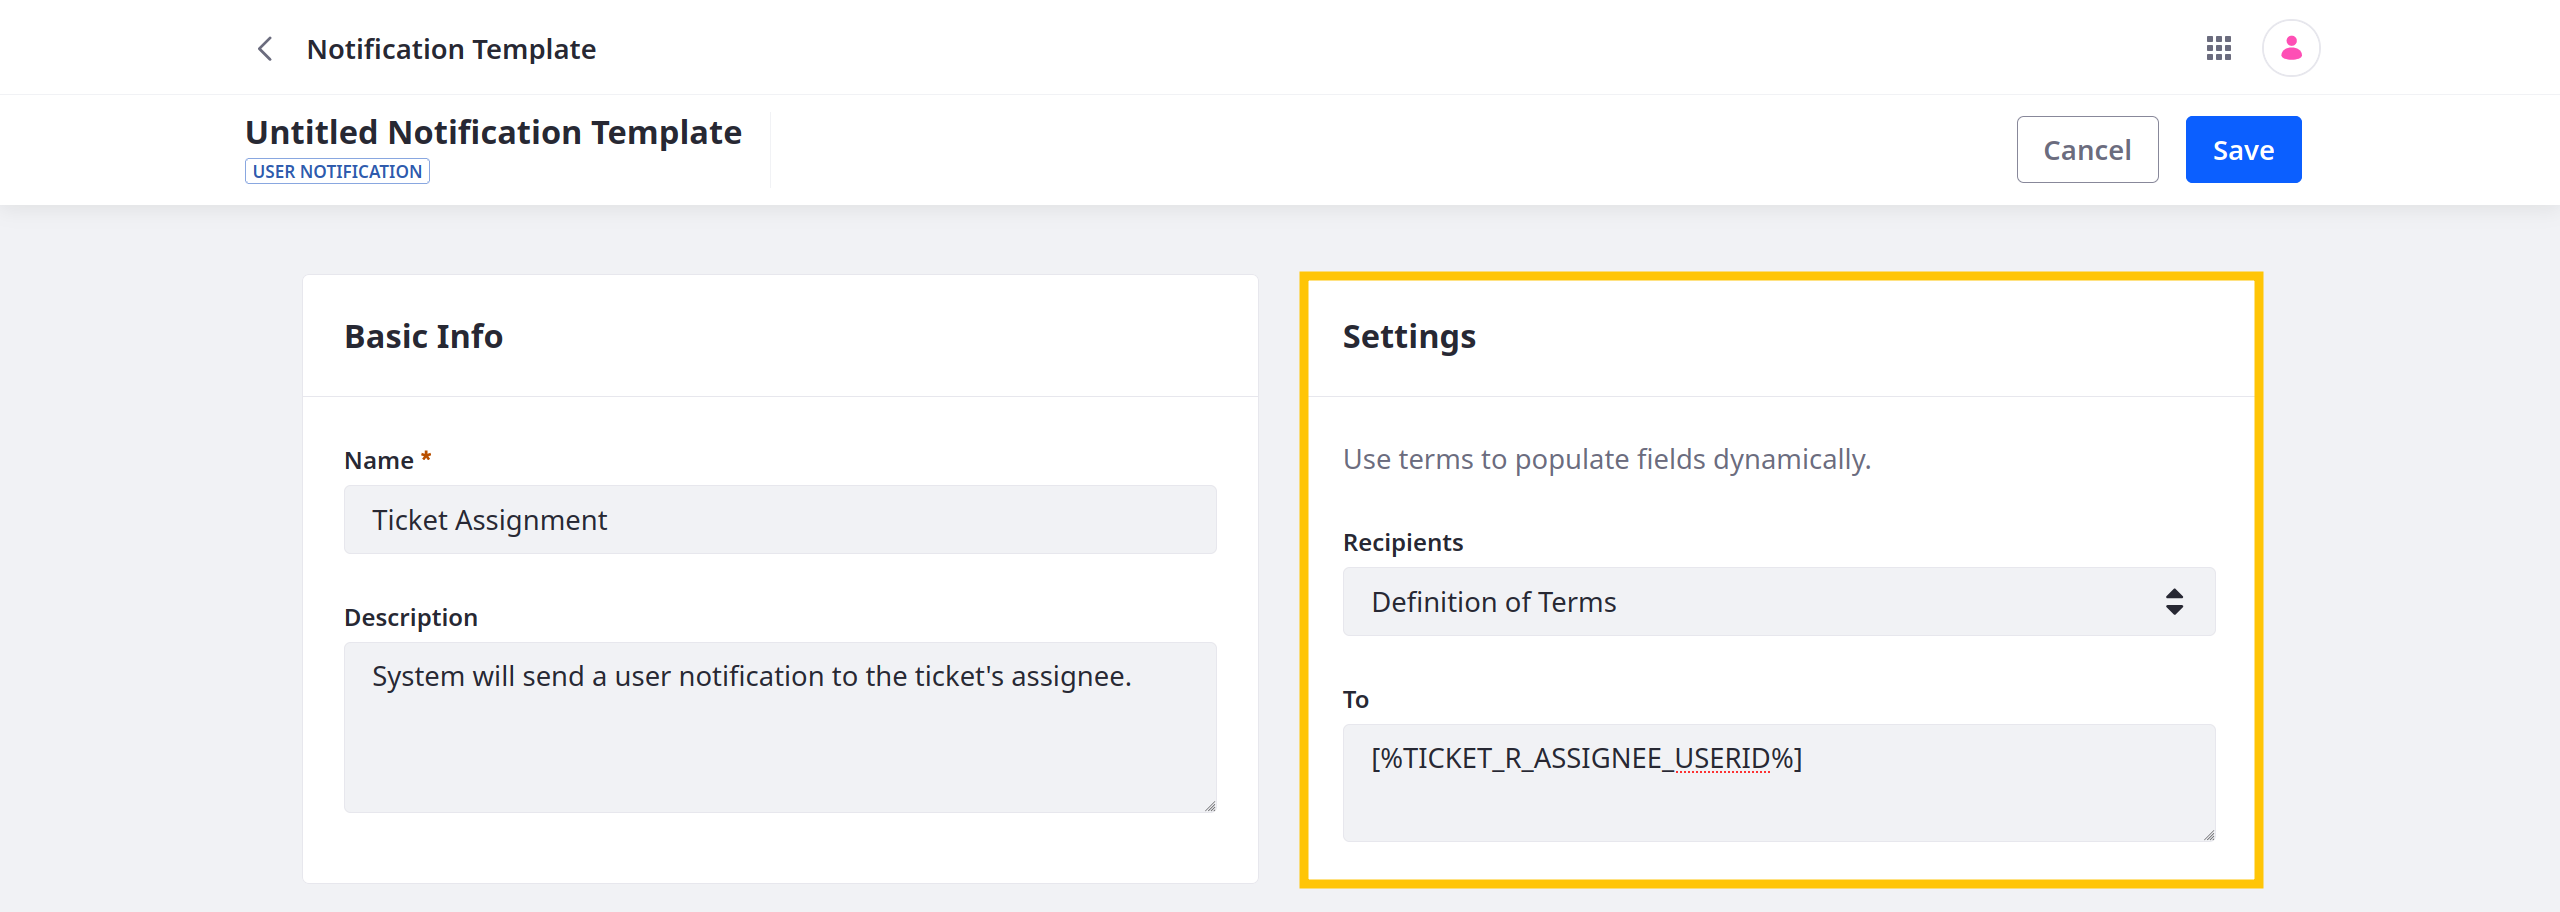 Notification Template
Untitled Notification Template
USER NOTIFICATION
Cancel
Save
Basic Info
Name *
Ticket Assignment
Description
System will send a user notification to the ticket's assignee.
Settings
Use terms to populate fields dynamically.
Recipients
Definition of Terms
To
[%TICKET_R_ASSIGNEE_USERID%]